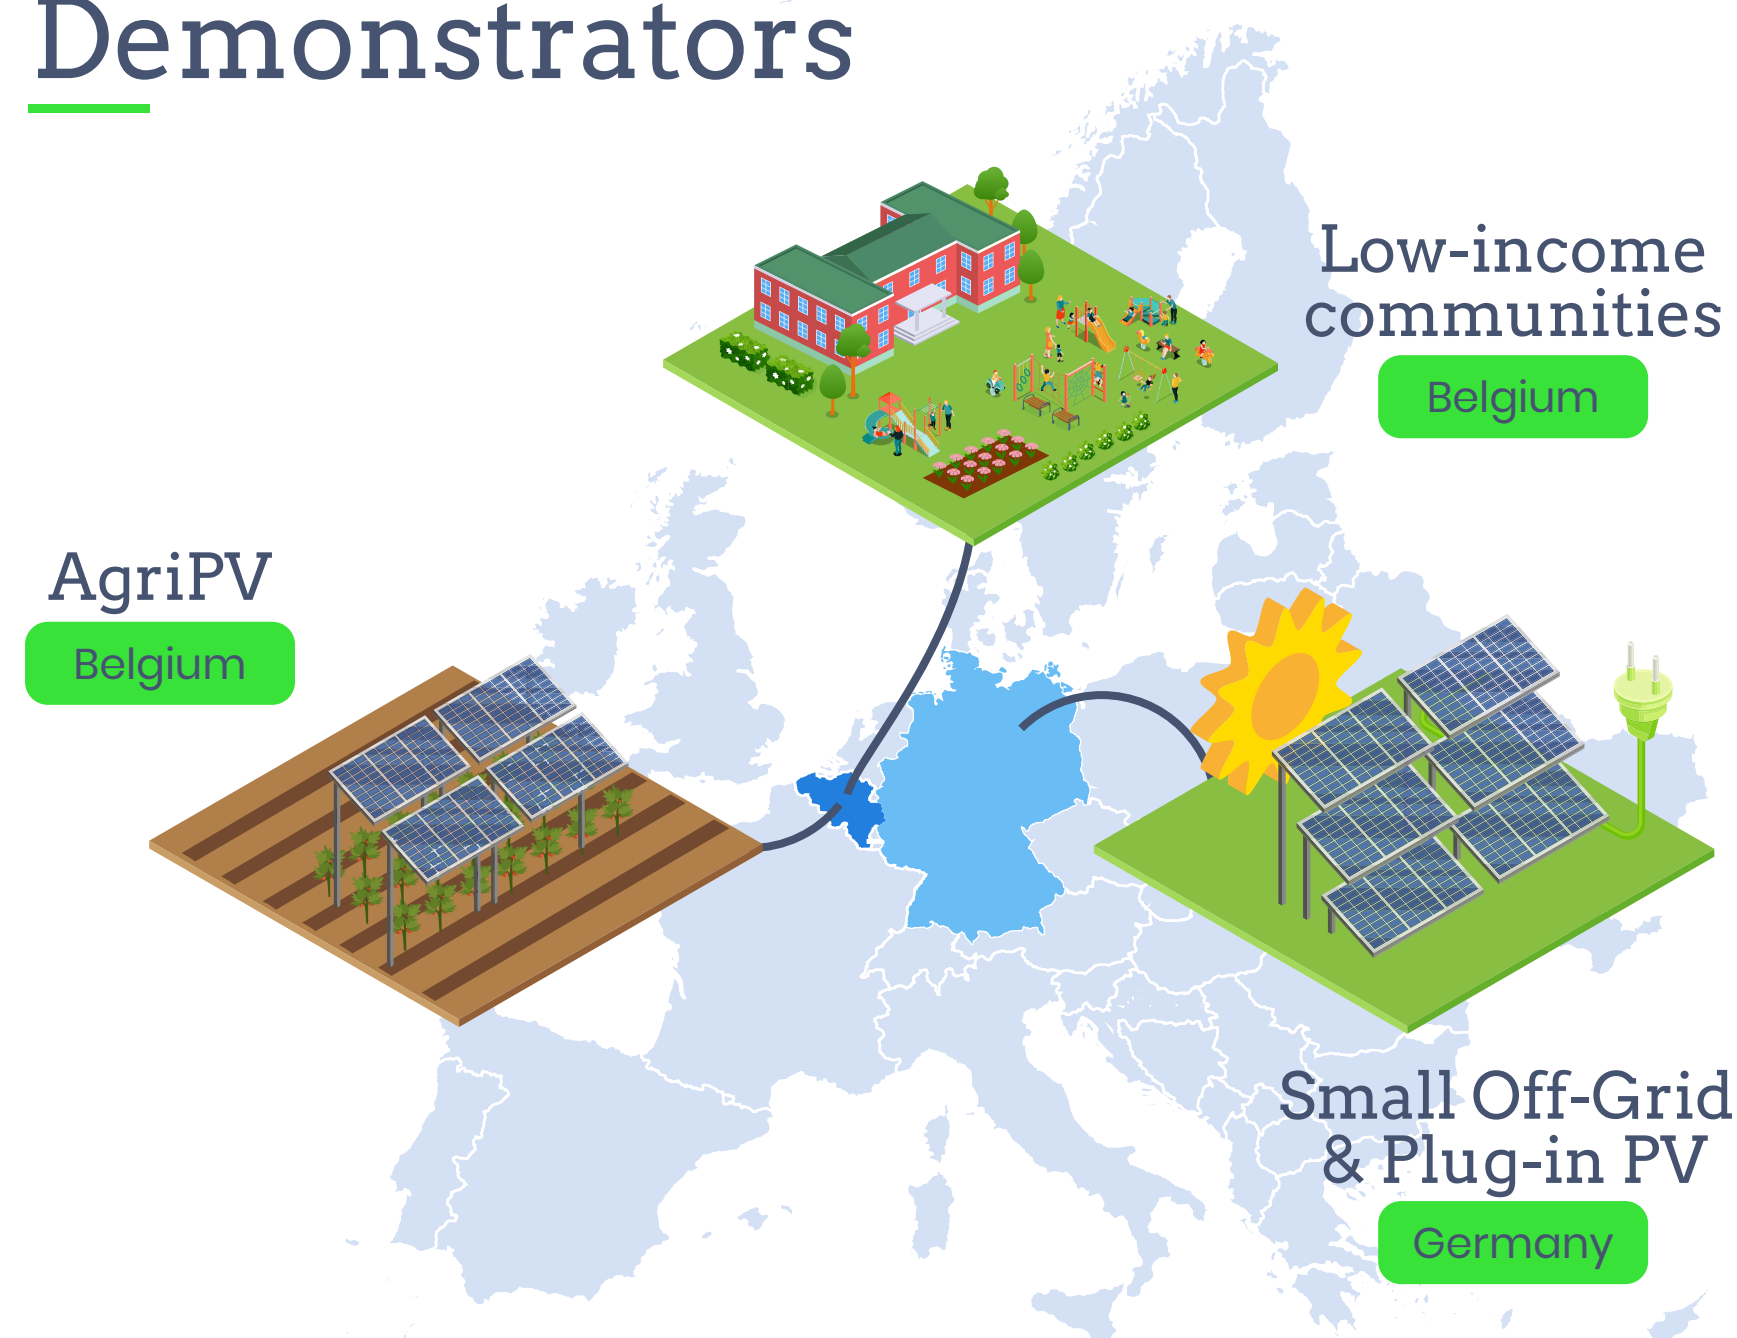 Demonstrators
Low-income
communities
Belgium
AgriPV
Belgium
Small Off-Grid
& Plug-in PV
Germany